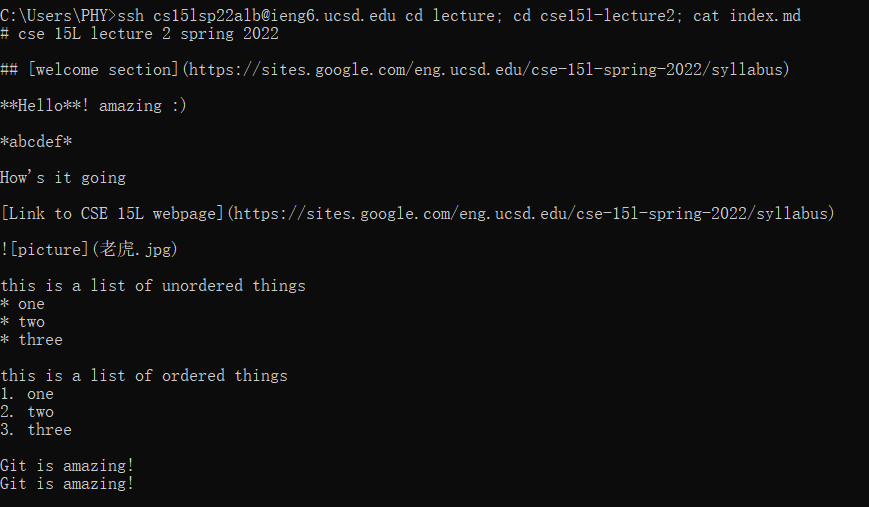 C:\Users\PHY>ssh cs15lsp22alb@ieng6.ucsd.edu cd lecture; cd cse15l-lecture2; cat index.md
# cse 15L lecture 2 spring 2022
## [welcome section](https://sites.google.com/eng.ucsd.edu/cse-15l-spring-2022/syllabus)
**Hello**! amazing :)
*abcdef*
How's it going
[Link to CSE 15L webpage](https://sites.google.com/eng.ucsd.edu/cse-15l-spring-2022/syllabus)
![picture](老虎.jpg)
this is a list of unordered things
* one
* two
* three
this is a list of ordered things
1. one
2. two
3. three
Git is amazing!
Git is amazing!